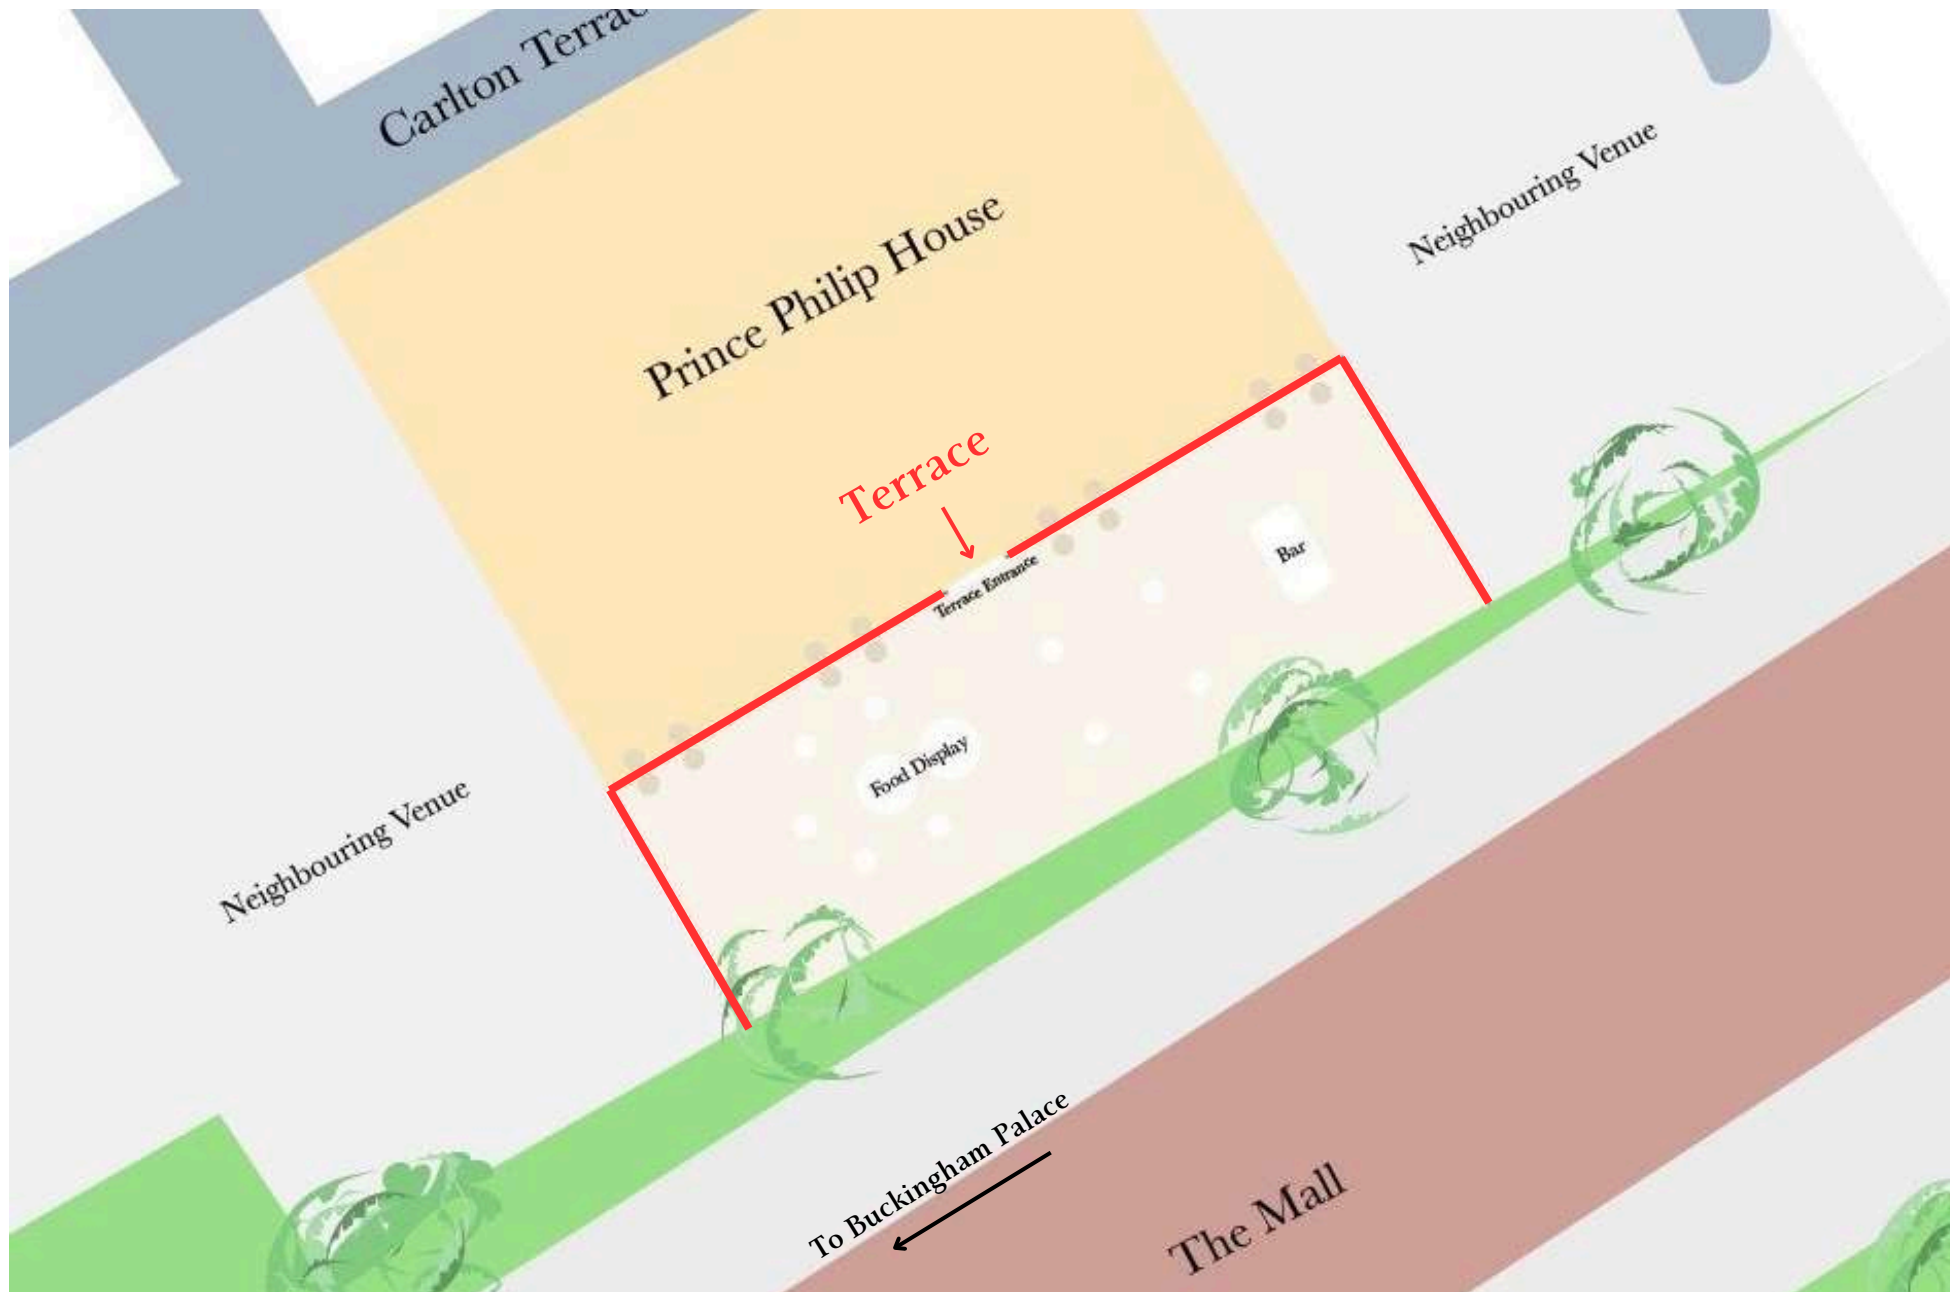 Carlton Terrac
Neighbouring Venue
Prince Philip House
Terrace
Terrace Entrance
Bar
Food Display
Neighbouring Venue
To Buckingham Palace
The Mall